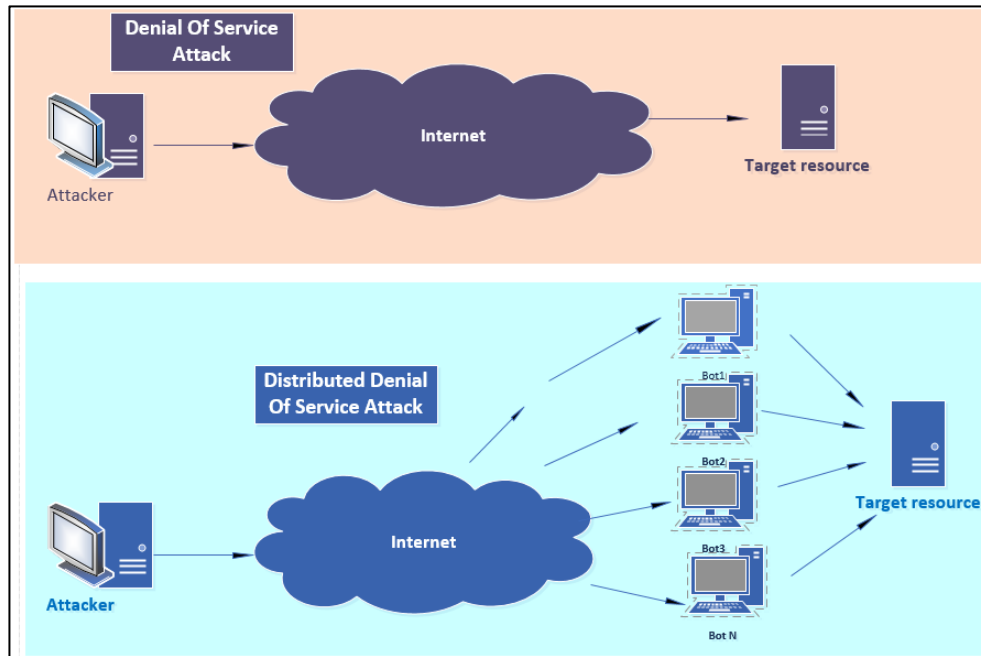 Denial Of Service
Attack
Internet
Attacker
Target resource
Distributed Denial
Of Service Attack
Bot1
Bot2
Target resource
Internet
Bot3
Attacker
Bot N